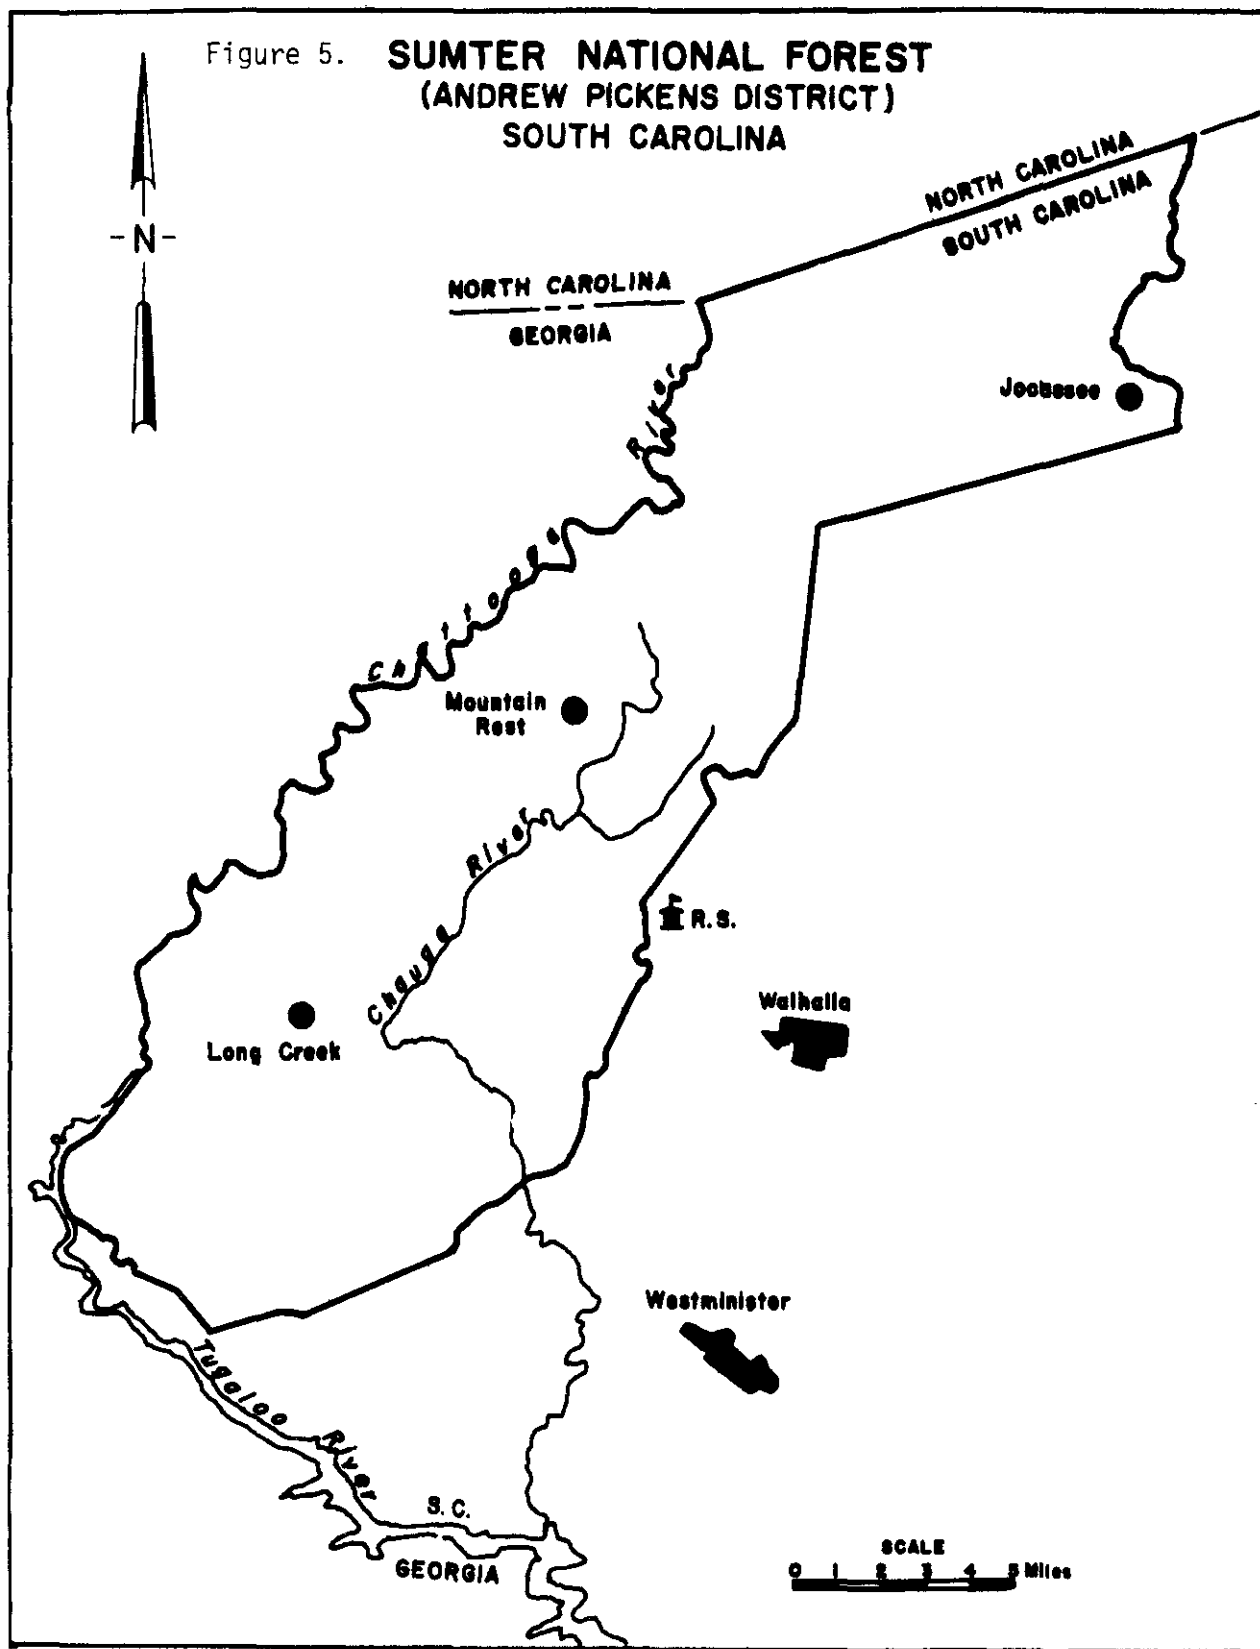 Figure 5. SUMTER NATIONAL FOREST
(ANDREW PICKENS DISTRICT)
SOUTH CAROLINA
-N-
NORTH CAROLINA
SOUTH CAROLINA
NORTH CAROLINA
GEORGIA
Jocassee
Chattooga River
Mountain
Rest
Chauga River
R.S.
Walhalla
Long Creek
Westminister
Tugaloo River
S.C.
GEORGIA
SCALE
0 1 2 3 4 5 Miles